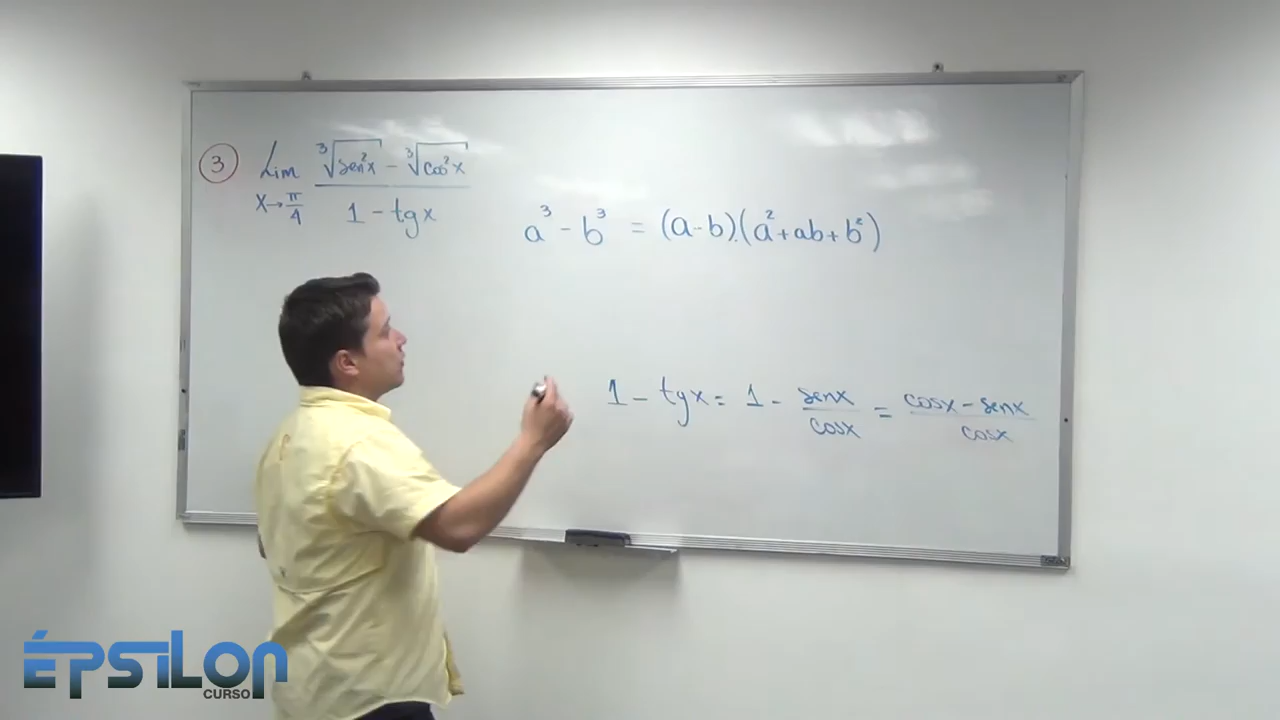 ③ Lim x→π/4 (∛(sen²x) - ∛(cos²x)) / (1 - tgx)
a³ - b³ = (a-b).(a²+ab+b²)
1 - tgx = 1 - senx/cosx = (cosx - senx)/cosx
ÉPSILON
CURSO